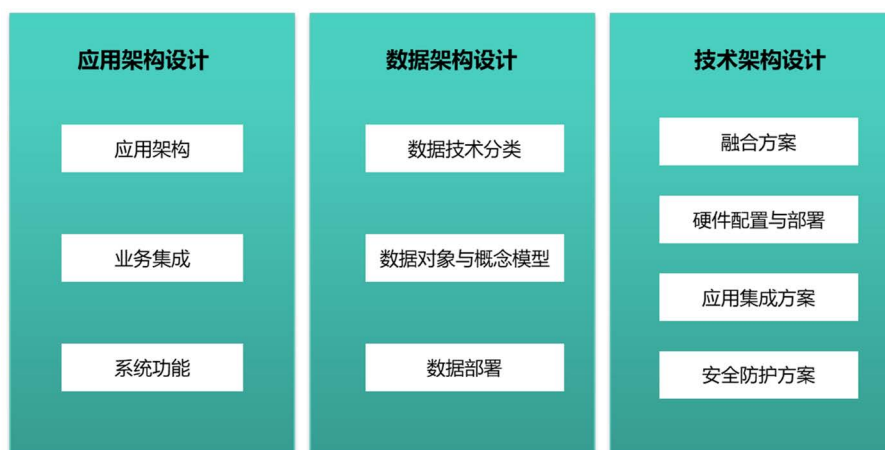 应用架构设计
应用架构
业务集成
系统功能
数据架构设计
数据技术分类
数据对象与概念模型
数据部署
技术架构设计
融合方案
硬件配置与部署
应用集成方案
安全防护方案